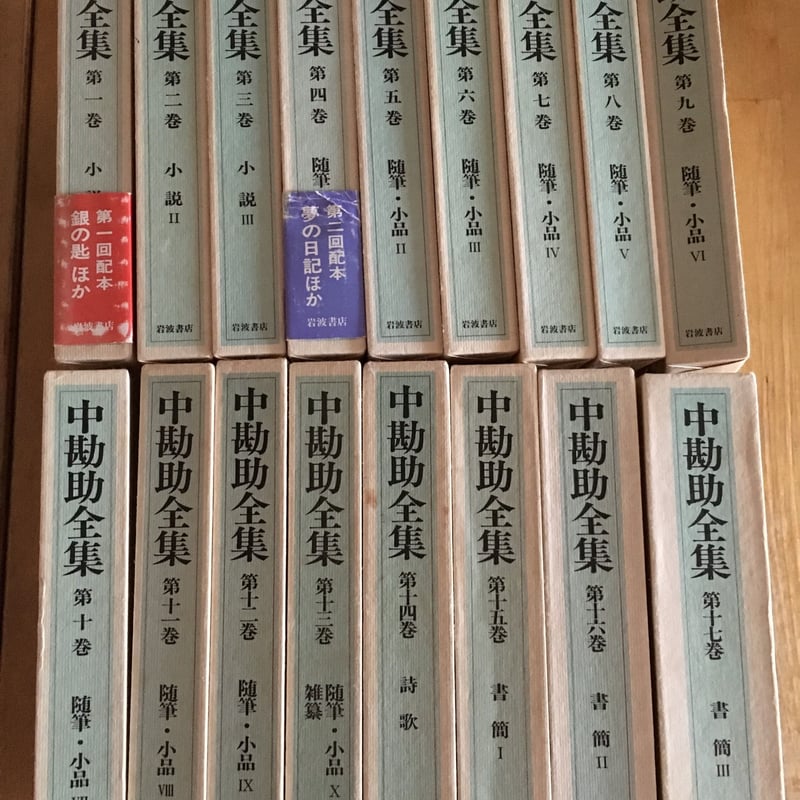 全集 第一巻 小
第一回配本
銀の匙 ほか
岩波書店
全集 第二巻 小説 II
岩波書店
全集 第三巻 小説 III
岩波書店
全集 第四巻 随筆
第二回配本
夢の日記ほか
岩波書店
全集 第五巻 随筆・小品 II
岩波書店
全集 第六巻 随筆・小品 III
岩波書店
全集 第七巻 随筆・小品 IV
岩波書店
全集 第八巻 随筆・小品 V
岩波書店
全集 第九巻 随筆・小品 VI
岩波書店
中勘助全集 第十巻 随筆・小品
中勘助全集 第十一巻 随筆・小品 VIII
中勘助全集 第十二巻 随筆・小品 IX
中勘助全集 第十三巻 随筆・小品 X
雑纂
中勘助全集 第十四巻 詩歌
中勘助全集 第十五巻 書簡 I
中勘助全集 第十六巻 書簡 II
中勘助全集 第十七巻 書簡 III